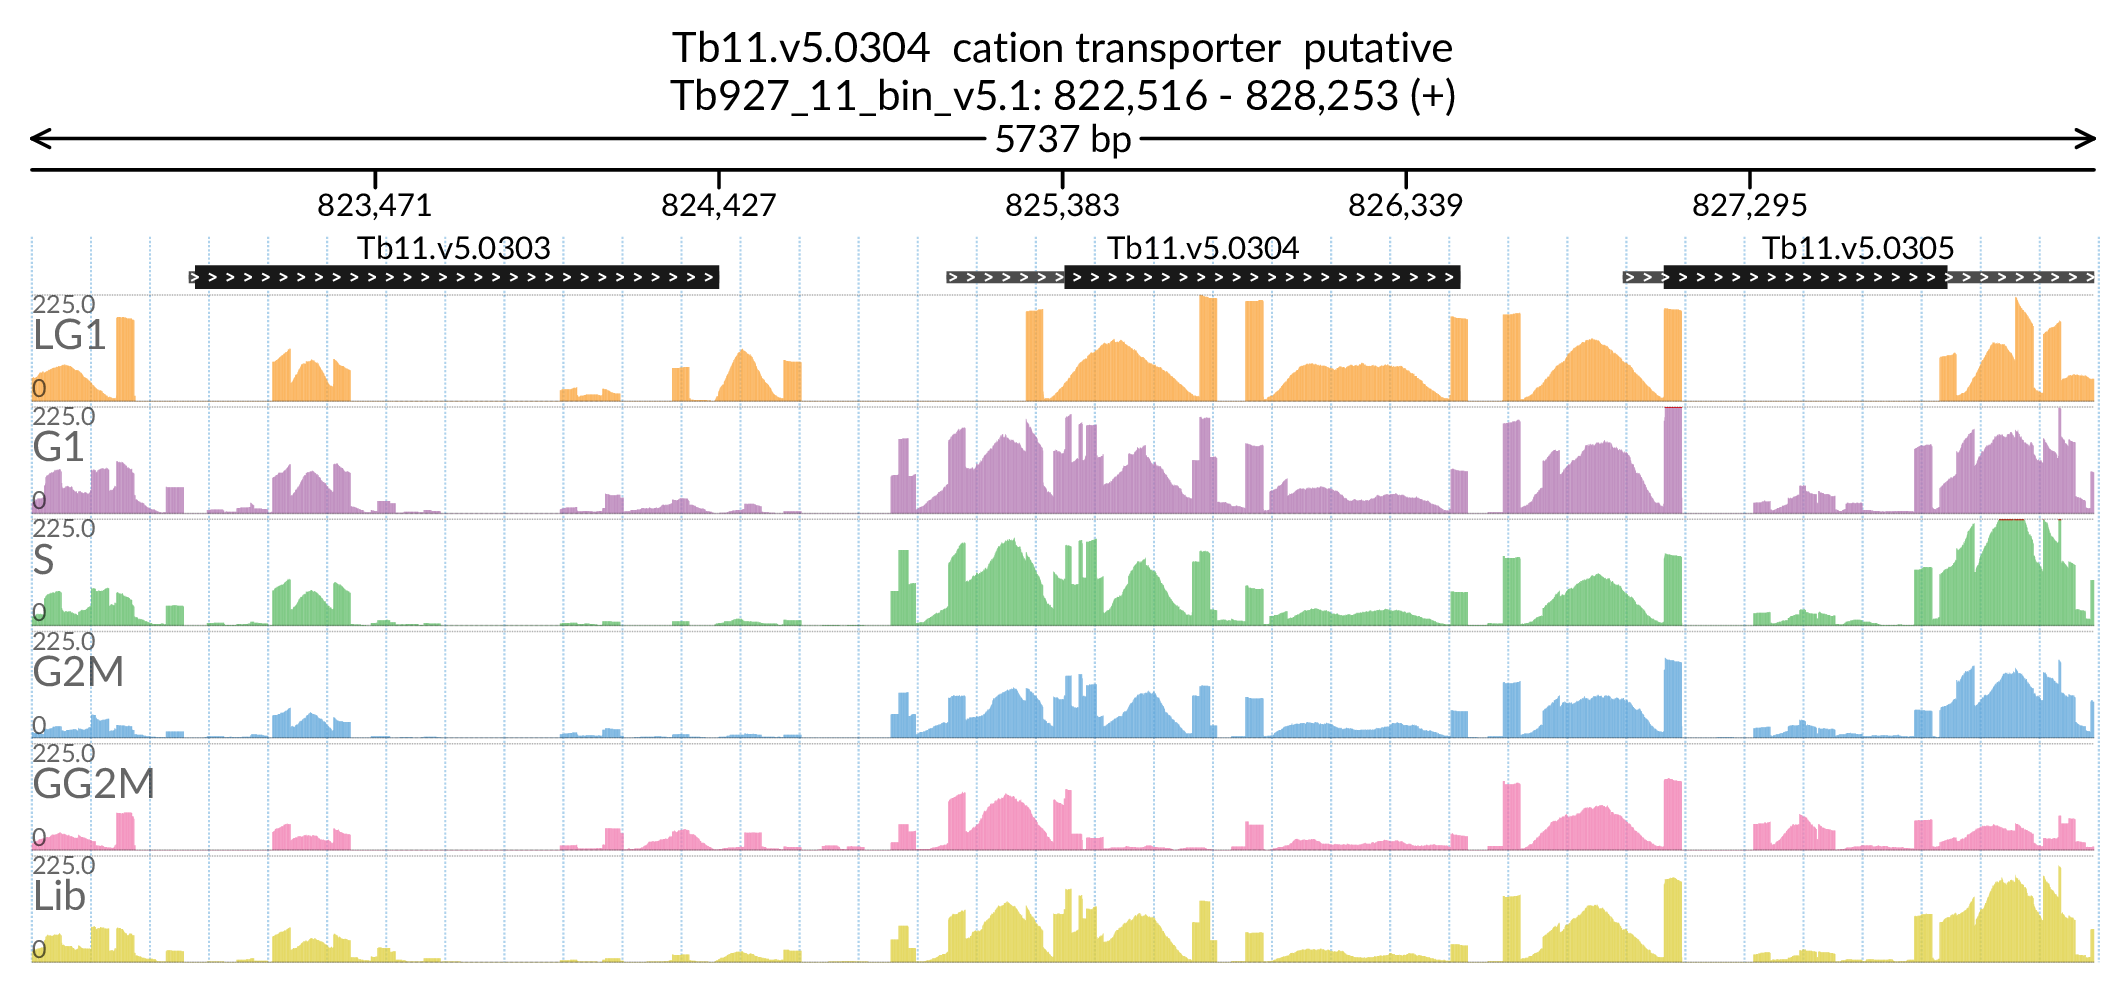 Tb11.v5.0304 cation transporter putative
Tb927_11_bin_v5.1: 822,516 - 828,253 (+)
5737 bp
823,471 824,427 825,383 826,339 827,295
Tb11.v5.0303 Tb11.v5.0304 Tb11.v5.0305
225.0
LG1
0
225.0
G1
0
225.0
S
0
225.0
G2M
0
225.0
GG2M
0
225.0
Lib
0